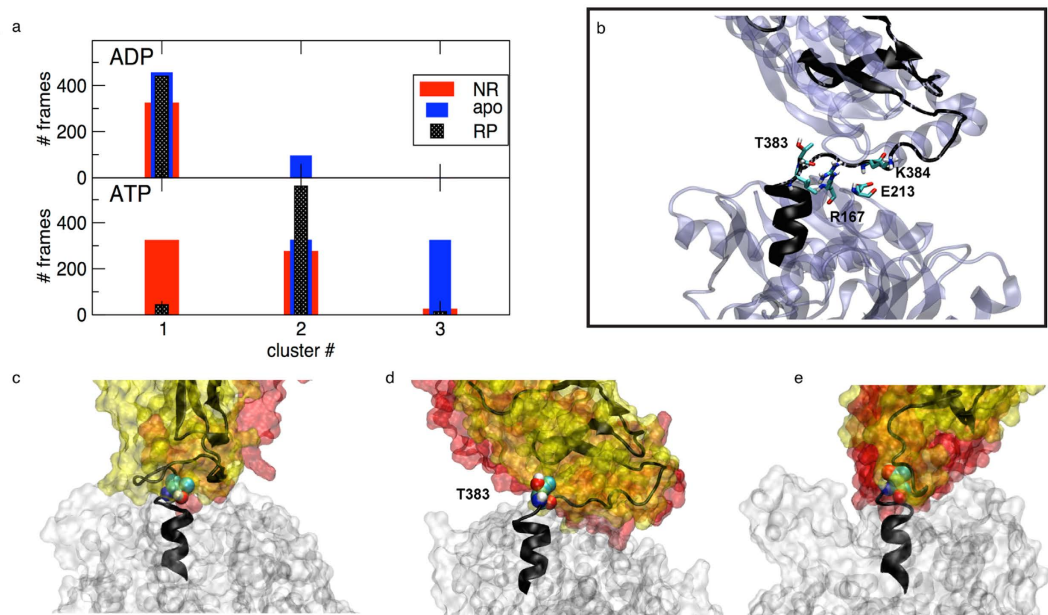 a
ADP
400
200
0
# frames
NR
apo
RP
ATP
400
200
0
# frames
1
2
3
cluster #
b
T383
K384
E213
R167
c
d
T383
e